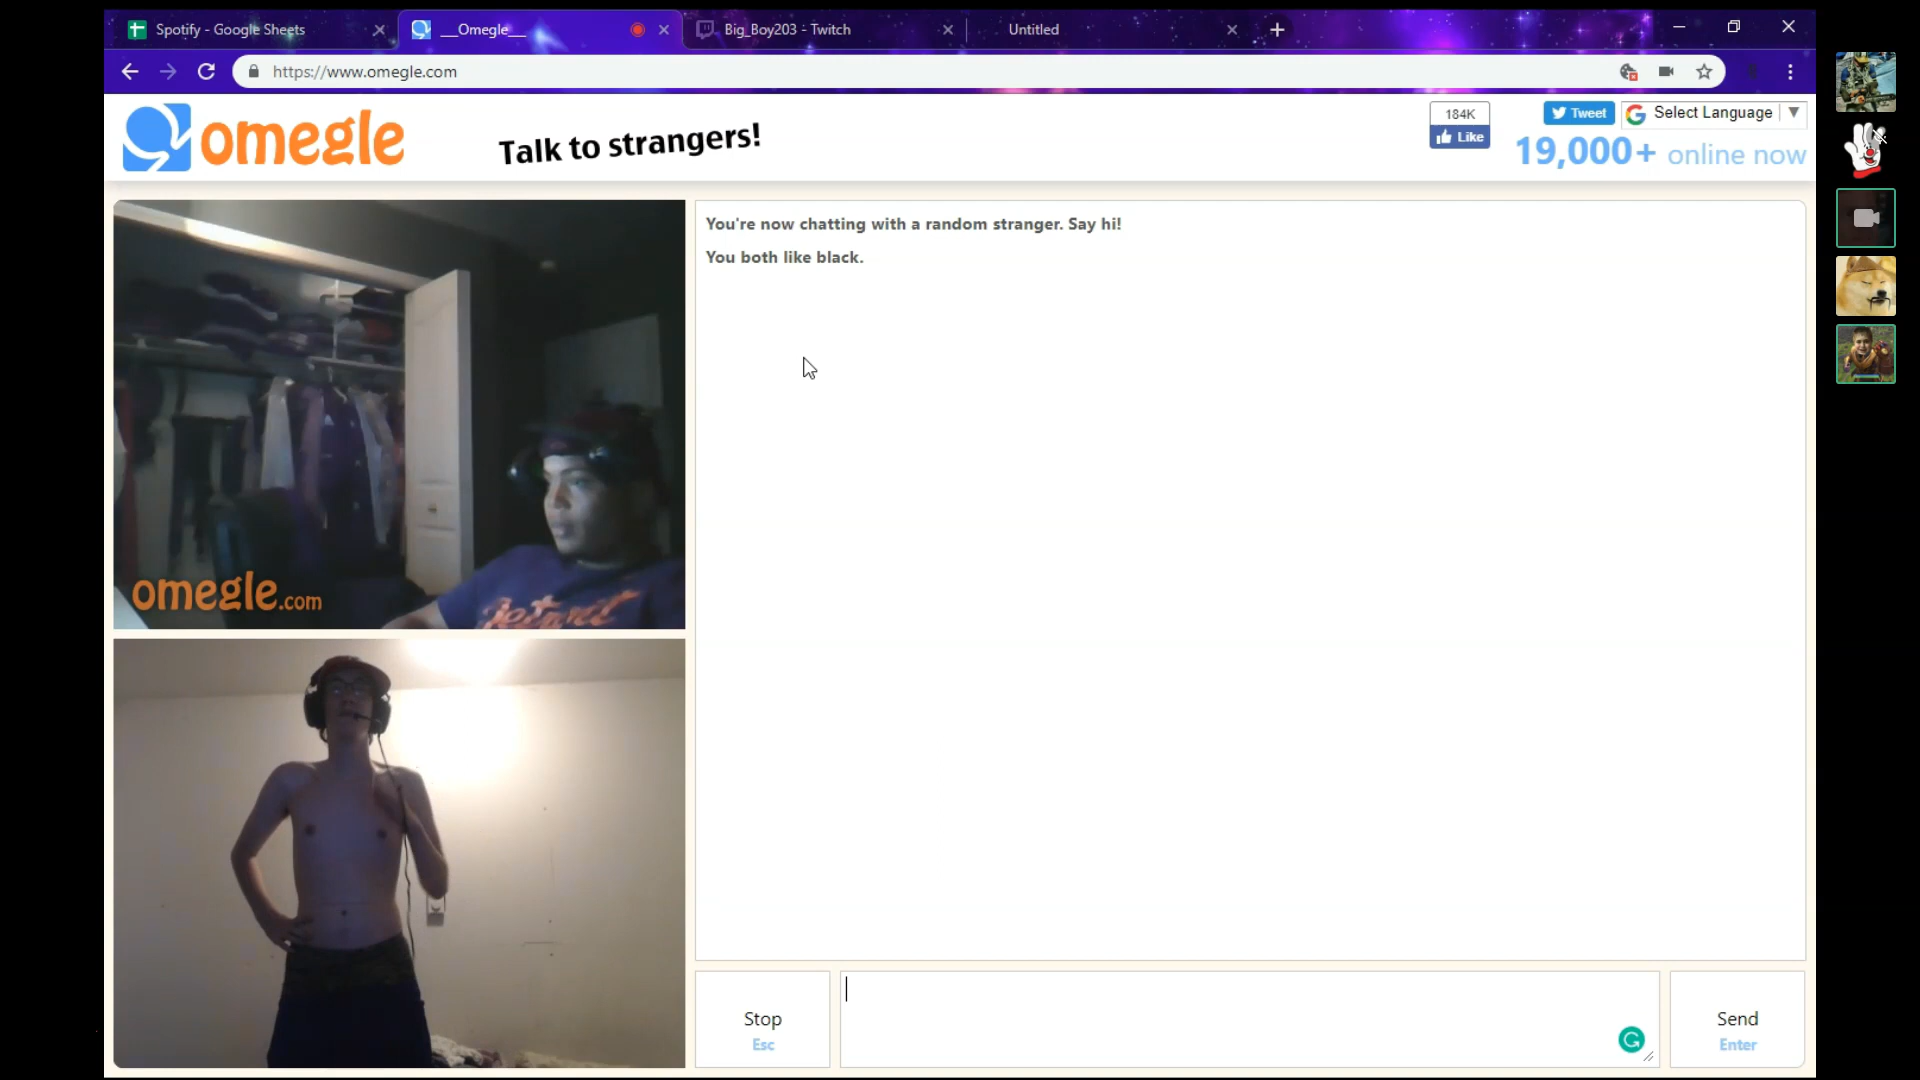 Spotify - Google Sheets
__Omegle__
Big_Boy203 - Twitch
Untitled
https://www.omegle.com
omegle
Talk to strangers!
184K
Like
Tweet
Select Language
19,000+ online now
omegle.com
Detroit
You're now chatting with a random stranger. Say hi!
You both like black.
Stop
Esc
Send
Enter